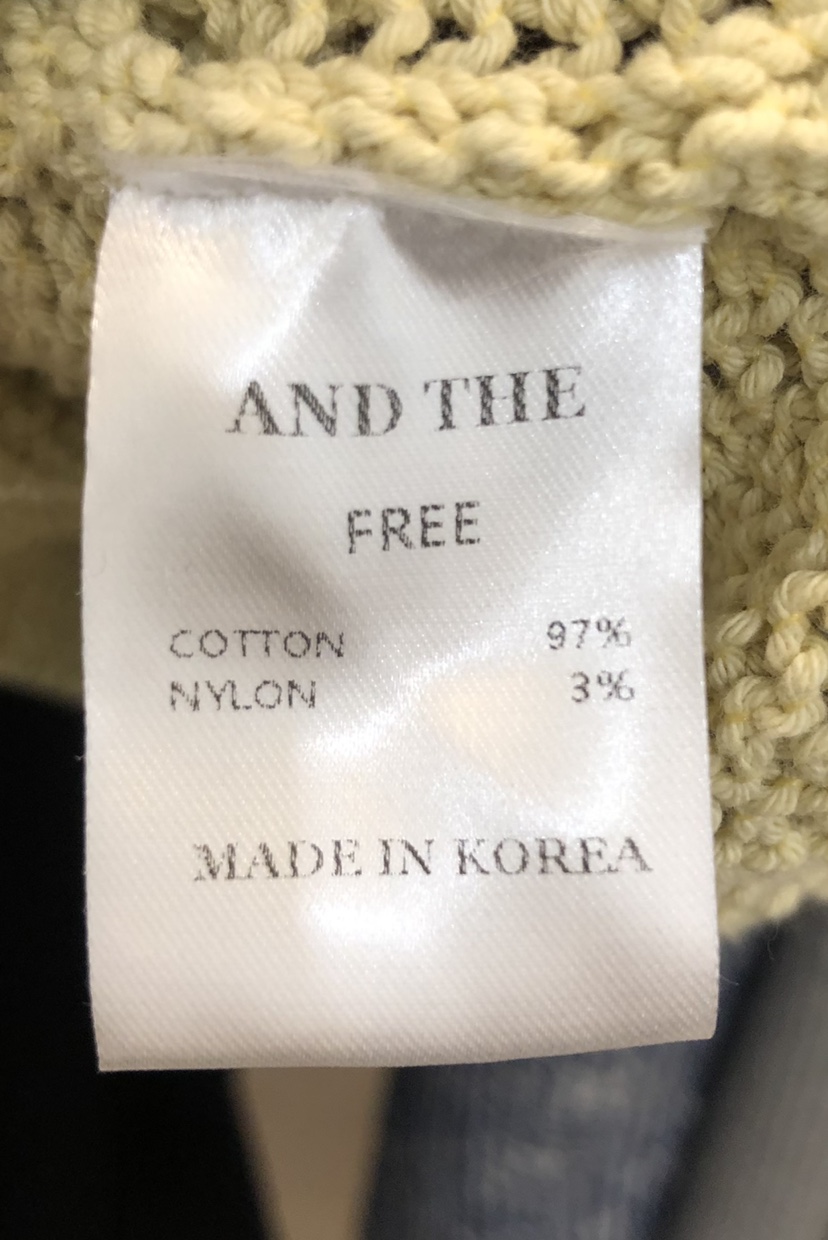 AND THE
FREE
COTTON 97%
NYLON 3%
MADE IN KOREA